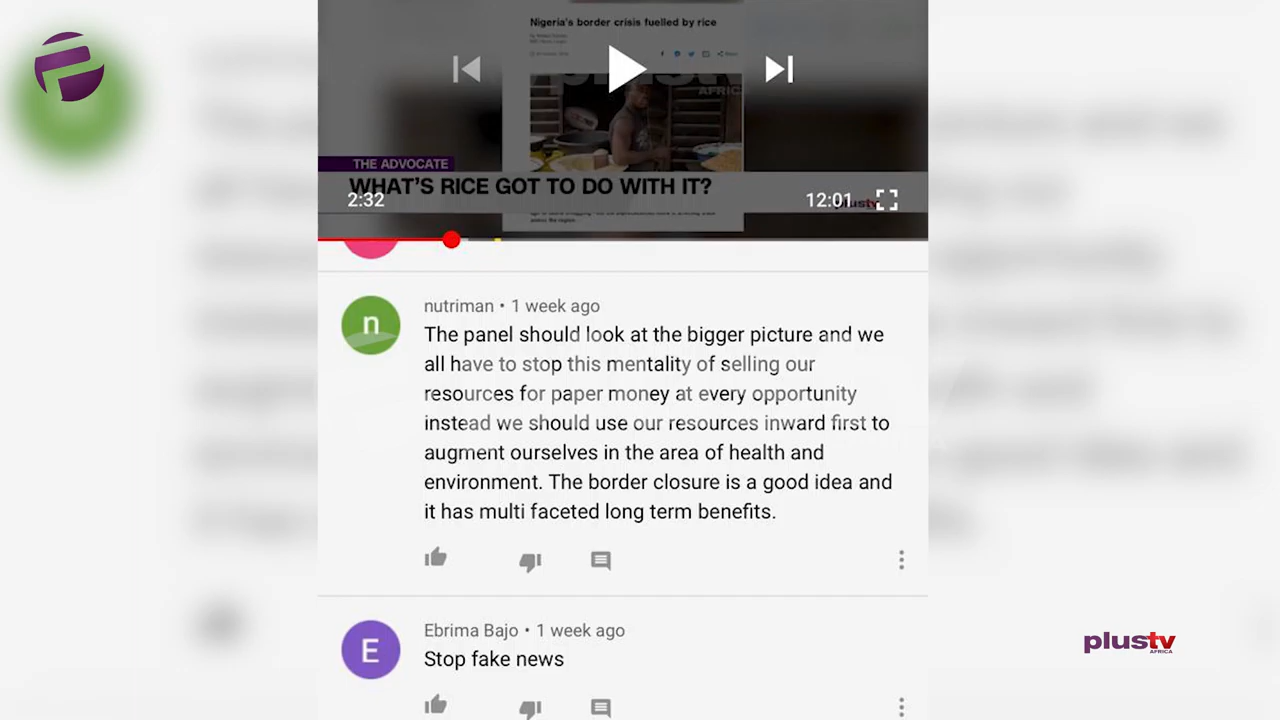 Nigeria's border crisis fuelled by rice
plustv
AFRICA
THE ADVOCATE
WHAT'S RICE GOT TO DO WITH IT?
2:32
12:01
plustv
nutriman • 1 week ago
n
The panel should look at the bigger picture and we
all have to stop this mentality of selling our
resources for paper money at every opportunity
instead we should use our resources inward first to
augment ourselves in the area of health and
environment. The border closure is a good idea and
it has multi faceted long term benefits.
Ebrima Bajo • 1 week ago
E
Stop fake news
plustv
AFRICA